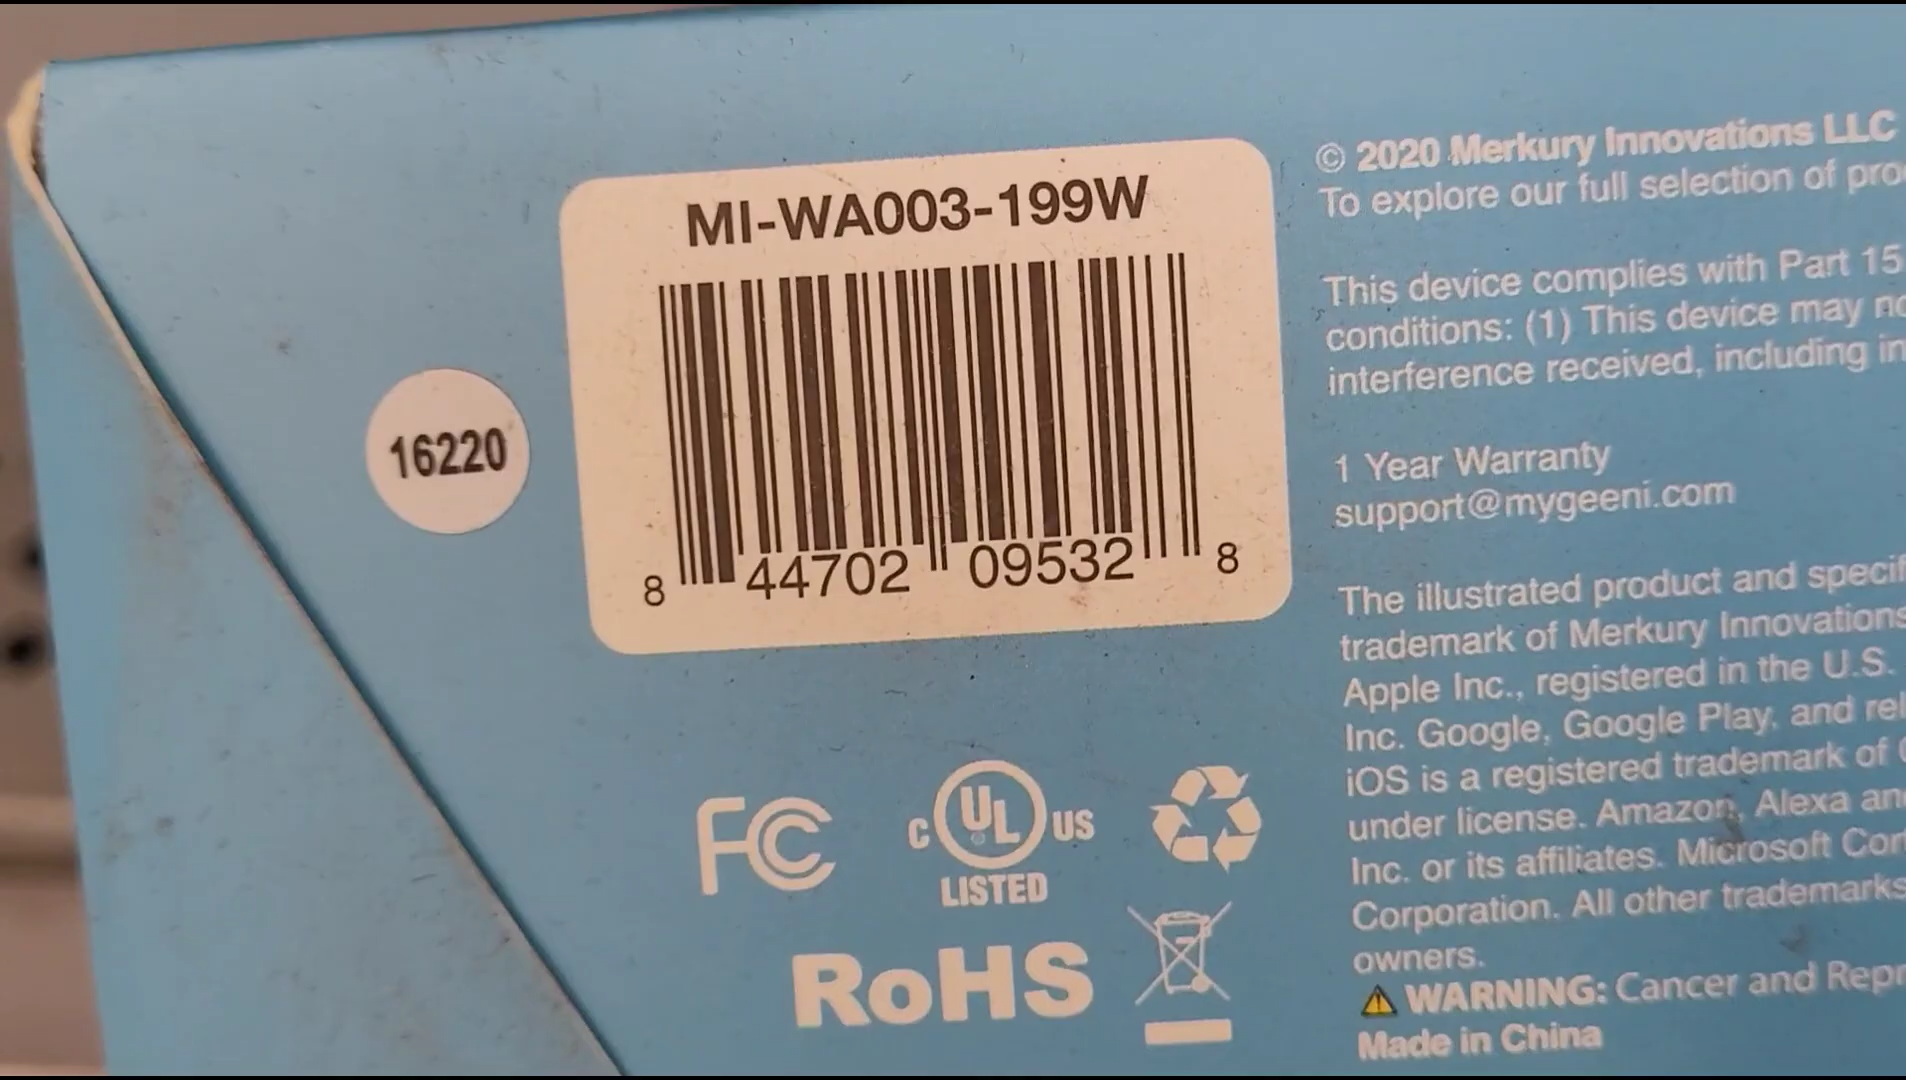 MI-WA003-199W
8 44702 09532 8
16220
FC
C UL US
LISTED
RoHS
© 2020 Merkury Innovations LLC
To explore our full selection of
This device complies with Part 15
conditions: (1) This device may
interference received, including
1 Year Warranty
support@mygeeni.com
The illustrated product and
trademark of Merkury Innovations
Apple Inc., registered in the U.S.
Inc. Google, Google Play, and
iOS is a registered trademark of
under license. Amazon, Alexa
Inc. or its affiliates. Microsoft
Corporation. All other trademarks
owners.
WARNING: Cancer and
Made in China